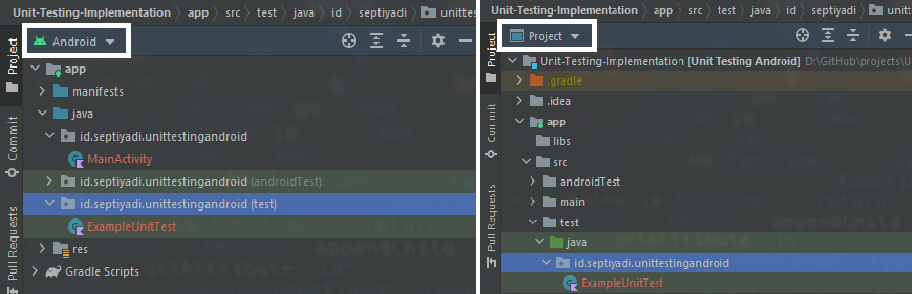 Unit-Testing-Implementation app src test java id septiyadi unittes
Android
Project
Commit
Pull Requests
app
manifests
java
id.septiyadi.unittestingandroid
MainActivity
id.septiyadi.unittestingandroid (androidTest)
id.septiyadi.unittestingandroid (test)
ExampleUnitTest
res
Gradle Scripts
appendChild
getAttribute
Unit-Testing-Implementation app src test java id septiyadi unittes
Project
Project
Commit
Pull Requests
Unit-Testing-Implementation [Unit Testing Android] D:\GitHub\projects\U
.gradle
.idea
app
libs
src
androidTest
main
test
java
id.septiyadi.unittestingandroid
ExampleUnitTest